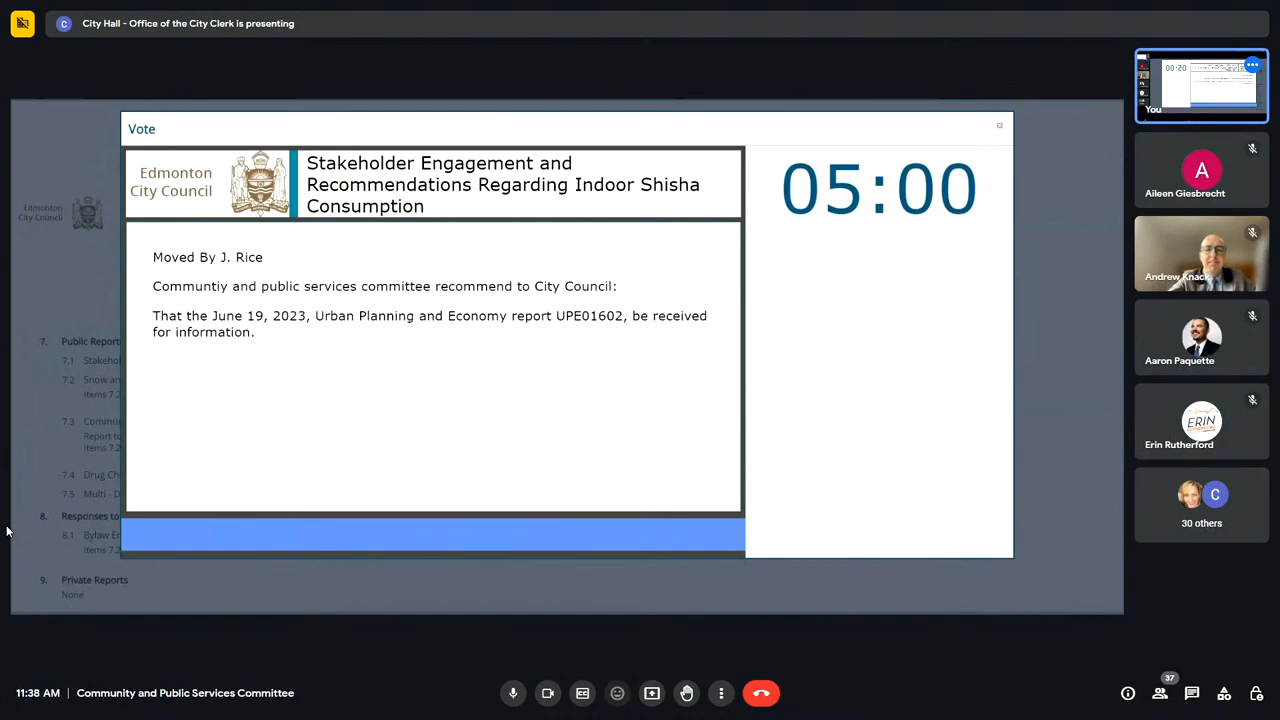 City Hall - Office of the City Clerk is presenting
C
Vote
Edmonton
City Council
Stakeholder Engagement and
Recommendations Regarding Indoor Shisha
Consumption
05:00
Moved By J. Rice
Communtiy and public services committee recommend to City Council:
That the June 19, 2023, Urban Planning and Economy report UPE01602, be received
for information.
Edmonton
City Council
7. Public Report
7.1 Stakehol
7.2 Snow an
Items 7.2
7.3 Commu
Report to
Items 7.2
7.4 Drug Ch
7.5 Multi - D
8. Responses to
8.1 Bylaw En
Items 7.2
9. Private Reports
None
00:20
You
A
Aileen Giesbrecht
Andrew Knack
Aaron Paquette
ERIN
RUTHERFORD
Erin Rutherford
C
30 others
11:38 AM | Community and Public Services Committee
37